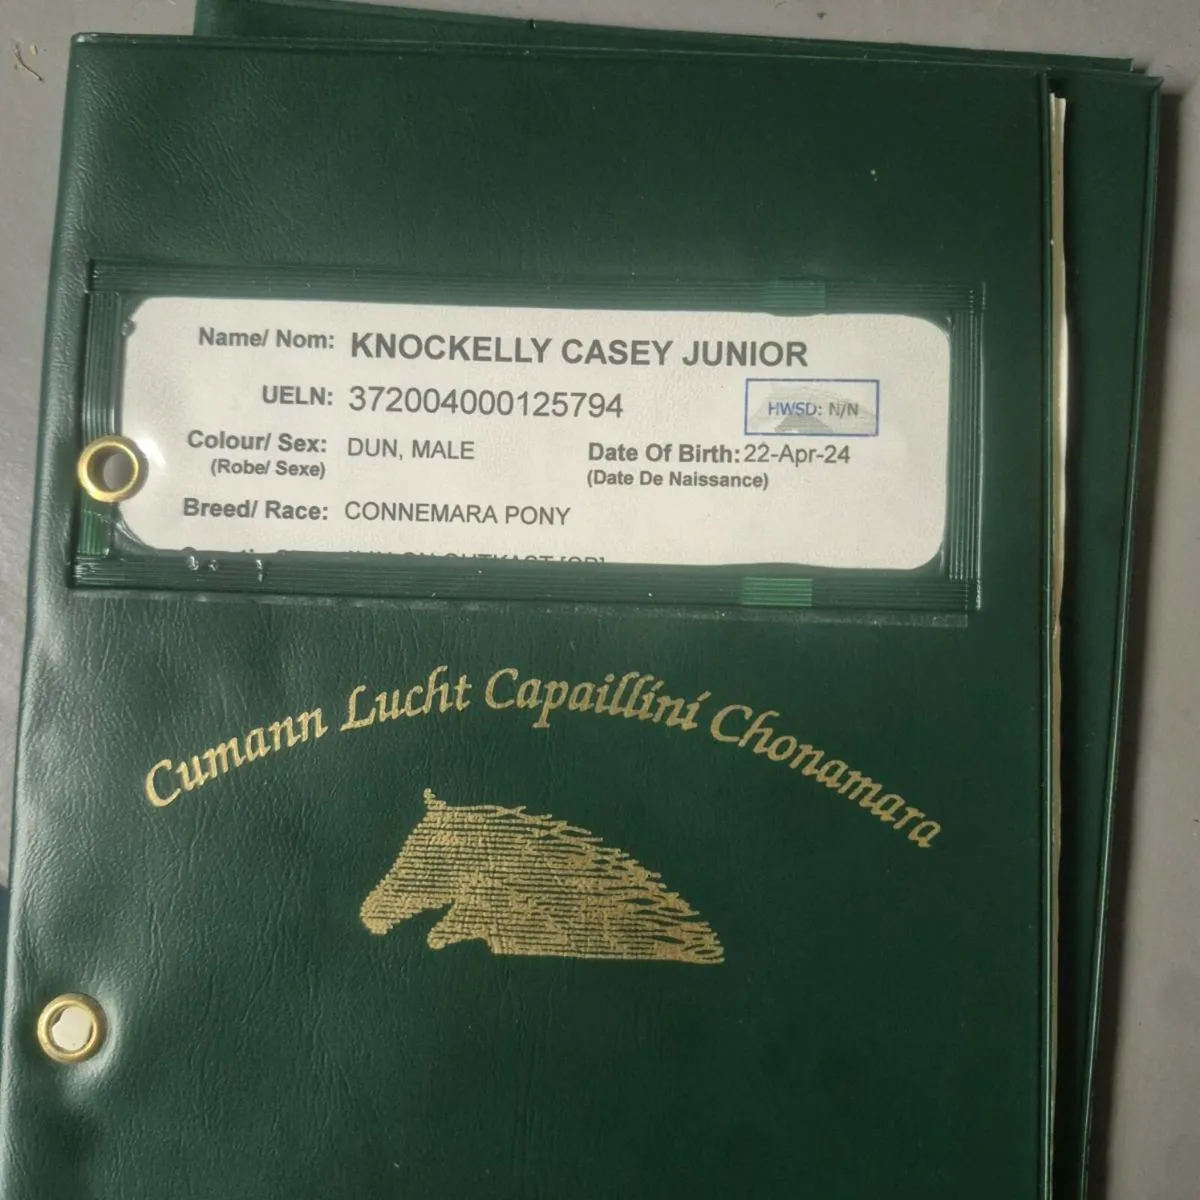 Name/ Nom: KNOCKELLY CASEY JUNIOR
UELN: 372004000125794
HWSD: N/N
Colour/ Sex: DUN, MALE
Date Of Birth: 22-Apr-24
(Robe/ Sexe)
(Date De Naissance)
Breed/ Race: CONNEMARA PONY
Cumann Lucht Capaillíní Chonamara